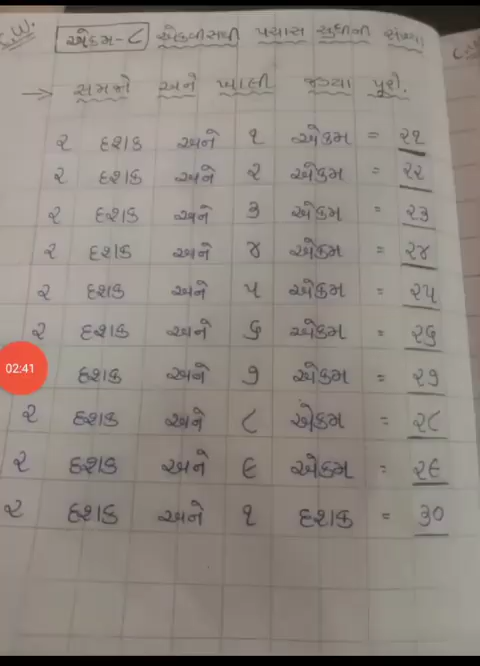 C.W. એકમ-૮ એકવીસથી પચાસ સુધીની સંખ્યા
→ સમજો અને ખાલી જગ્યા પૂરો.
૨ દશક અને ૧ એકમ = ૨૧
૨ દશક અને ૨ એકમ = ૨૨
૨ દશક અને ૩ એકમ = ૨૩
૨ દશક અને ૪ એકમ = ૨૪
૨ દશક અને ૫ એકમ = ૨૫
૨ દશક અને ૬ એકમ = ૨૬
02:41 દશક અને ૭ એકમ = ૨૭
૨ દશક અને ૮ એકમ = ૨૮
૨ દશક અને ૯ એકમ = ૨૯
૨ દશક અને ૧ દશક = ૩૦